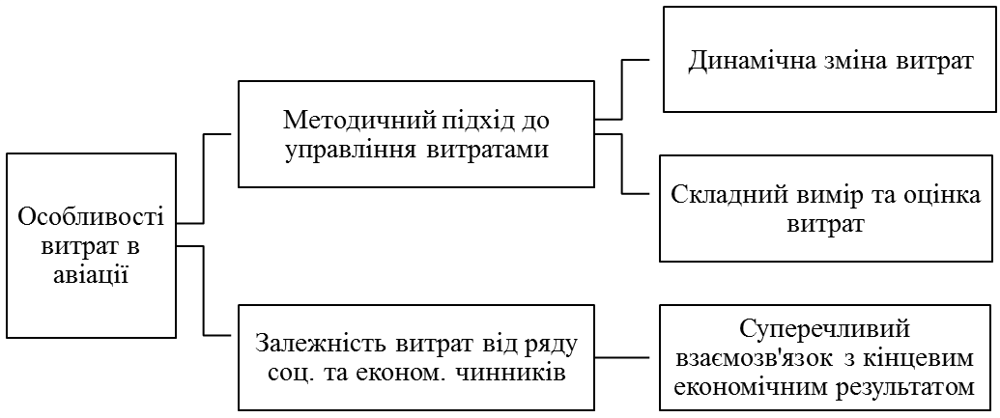 Особливості
витрат в
авіації
Методичний підхід до
управління витратами
Динамічна зміна витрат
Складний вимір та оцінка
витрат
Залежність витрат від ряду
соц. та економ. чинників
Суперечливий
взаємозв'язок з кінцевим
економічним результатом